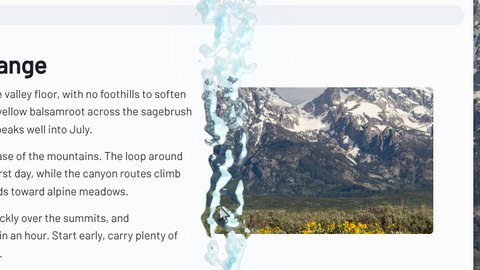 ange
valley floor, with no foothills to soften
yellow balsamroot across the sagebrush
peaks well into July.
ase of the mountains. The loop around
rst day, while the canyon routes climb
ds toward alpine meadows.
ckly over the summits, and
in an hour. Start early, carry plenty of